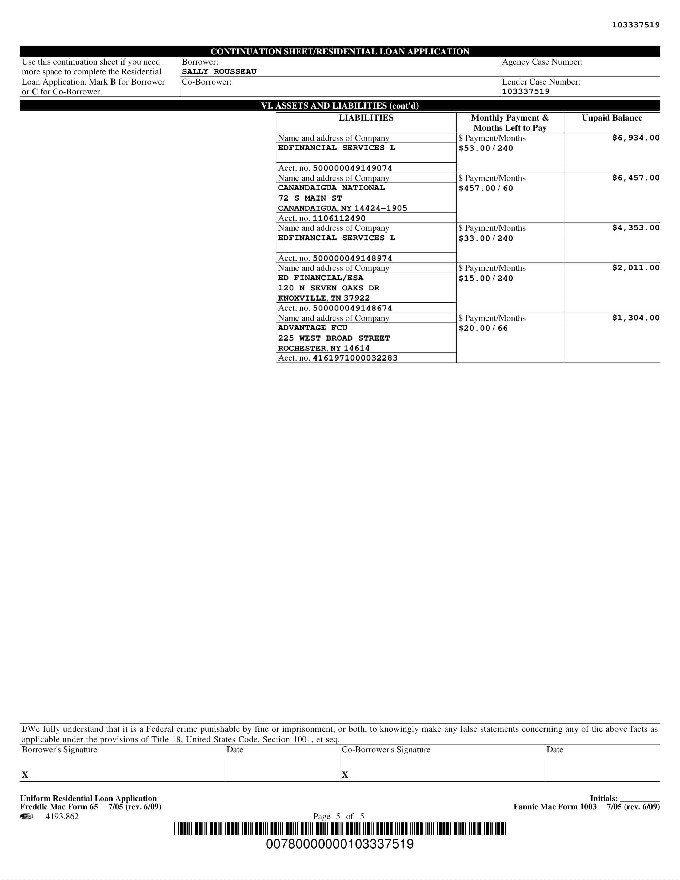 103337519
CONTINUATION SHEET/RESIDENTIAL LOAN APPLICATION
Use this continuation sheet if you need
more space to complete the Residential
Loan Application. Mark B for Borrower
or C for Co-Borrower.
Borrower:
SALLY ROUSSEAU
Agency Case Number:
Co-Borrower:
Lender Case Number:
103337519
VI. ASSETS AND LIABILITIES (cont'd)
LIABILITIES
Monthly Payment &
Months Left to Pay
Unpaid Balance
Name and address of Company
EDFINANCIAL SERVICES L
Acct. no. 500000049149074
$ Payment/Months
$53.00/240
$6,934.00
Name and address of Company
CANANDAIGUA NATIONAL
72 S MAIN ST
CANANDAIGUA, NY 14424-1905
Acct. no. 1106112490
$ Payment/Months
$457.00/60
$6,457.00
Name and address of Company
EDFINANCIAL SERVICES L
Acct. no. 500000049148974
$ Payment/Months
$33.00/240
$4,353.00
Name and address of Company
ED FINANCIAL/ESA
120 N SEVEN OAKS DR
KNOXVILLE, TN 37922
Acct. no. 500000049148674
$ Payment/Months
$15.00/240
$2,011.00
Name and address of Company
ADVANTAGE FCU
225 WEST BROAD STREET
ROCHESTER, NY 14614
Acct. no. 4161971000032283
$ Payment/Months
$20.00/66
$1,304.00
I/We fully understand that it is a Federal crime punishable by fine or imprisonment, or both, to knowingly make any false statements concerning any of the above facts as
applicable under the provisions of Title 18, United States Code, Section 1001, et seq.
Borrower's Signature
Date
Co-Borrower's Signature
Date
X
X
Uniform Residential Loan Application
Freddie Mac Form 65 7/05 (rev. 6/09)
4193.862
Page 5 of 5
Initials:
Fannie Mae Form 1003 7/05 (rev. 6/09)
00780000000103337519